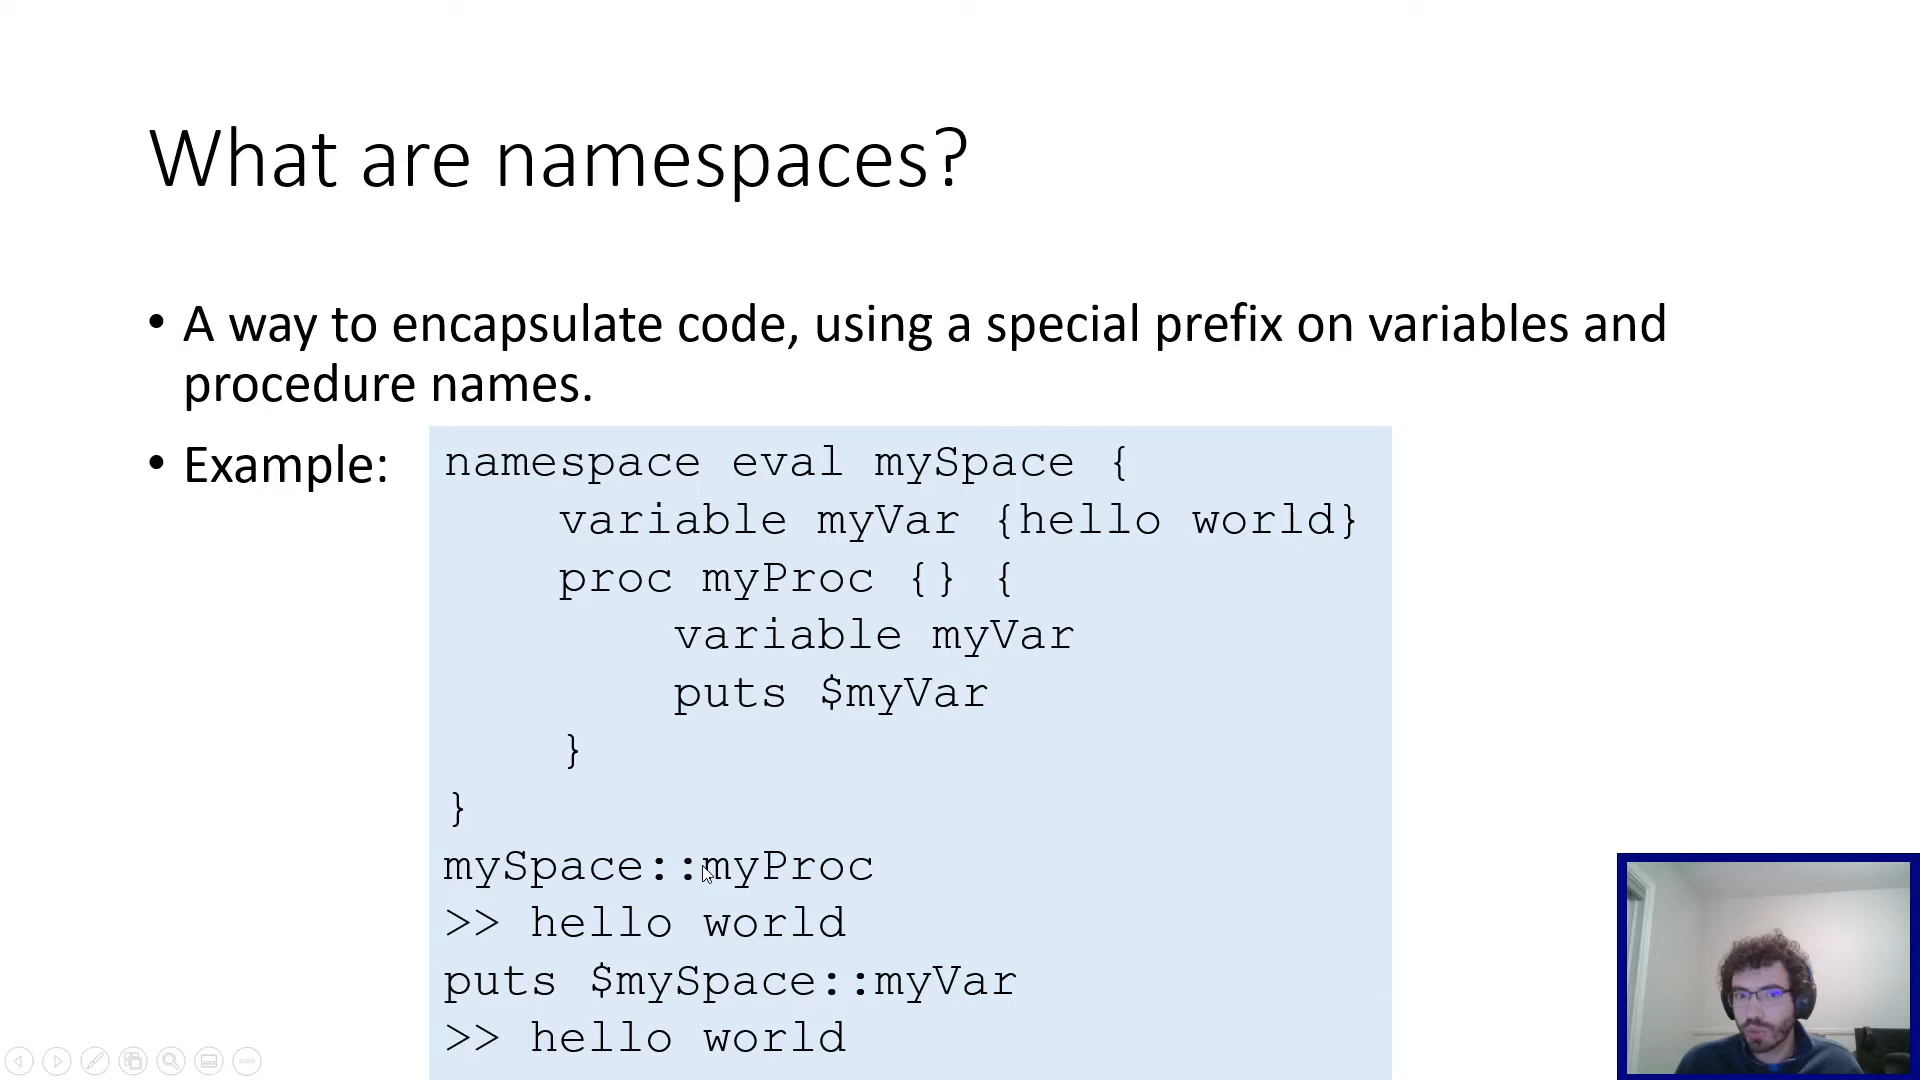 What are namespaces?
• A way to encapsulate code, using a special prefix on variables and
procedure names.
• Example:
namespace eval mySpace {
variable myVar {hello world}
proc myProc {} {
variable myVar
puts $myVar
}
}
mySpace::myProc
>> hello world
puts $mySpace::myVar
>> hello world